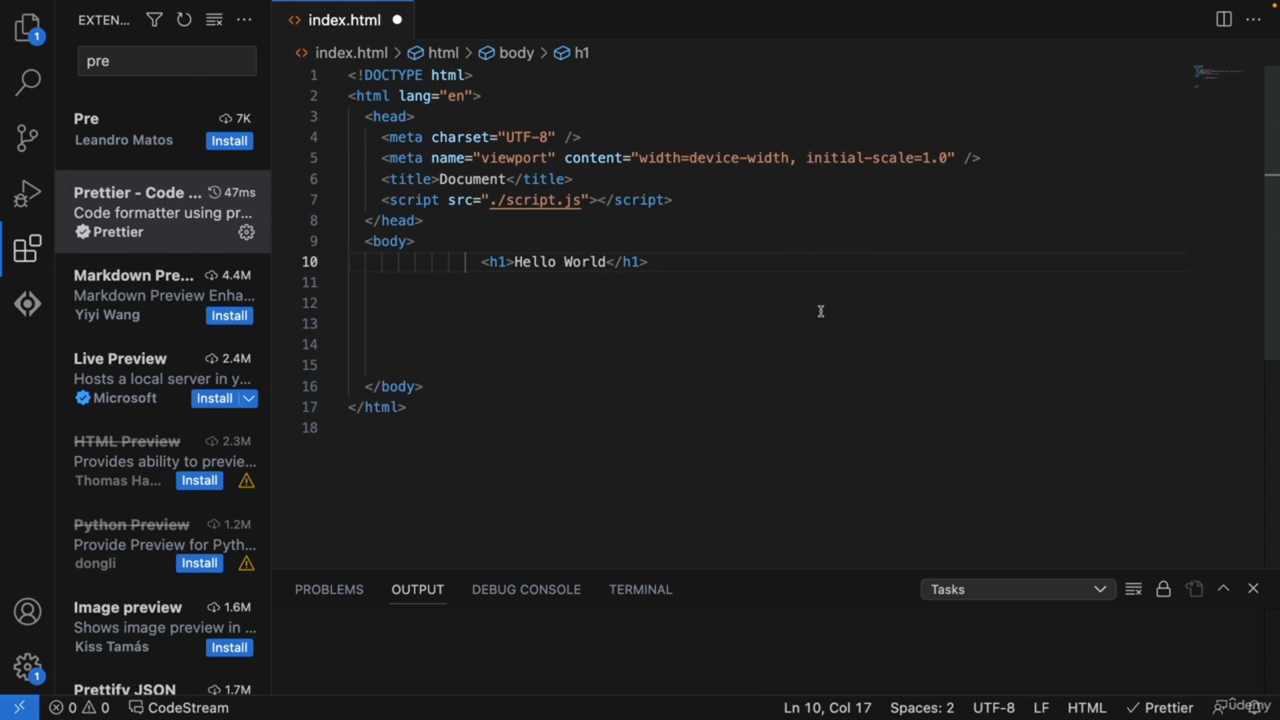 EXTEN...
pre
Pre 7K
Leandro Matos Install
Prettier - Code ... 47ms
Code formatter using pr...
Prettier
Markdown Pre... 4.4M
Markdown Preview Enha...
Yiyi Wang Install
Live Preview 2.4M
Hosts a local server in y...
Microsoft Install
HTML Preview 2.3M
Provides ability to previe...
Thomas Ha... Install
Python Preview 1.2M
Provide Preview for Pyth...
dongli Install
Image preview 1.6M
Shows image preview in ...
Kiss Tamás Install
Prettify JSON 1.7M
1
1
index.html
index.html > html > body > h1
1 <!DOCTYPE html>
2 <html lang="en">
3 <head>
4 <meta charset="UTF-8" />
5 <meta name="viewport" content="width=device-width, initial-scale=1.0" />
6 <title>Document</title>
7 <script src="./script.js"></script>
8 </head>
9 <body>
10 <h1>Hello World</h1>
11
12
13
14
15
16 </body>
17 </html>
18
PROBLEMS OUTPUT DEBUG CONSOLE TERMINAL Tasks
0 0 CodeStream Ln 10, Col 17 Spaces: 2 UTF-8 LF HTML Prettier
Udemy